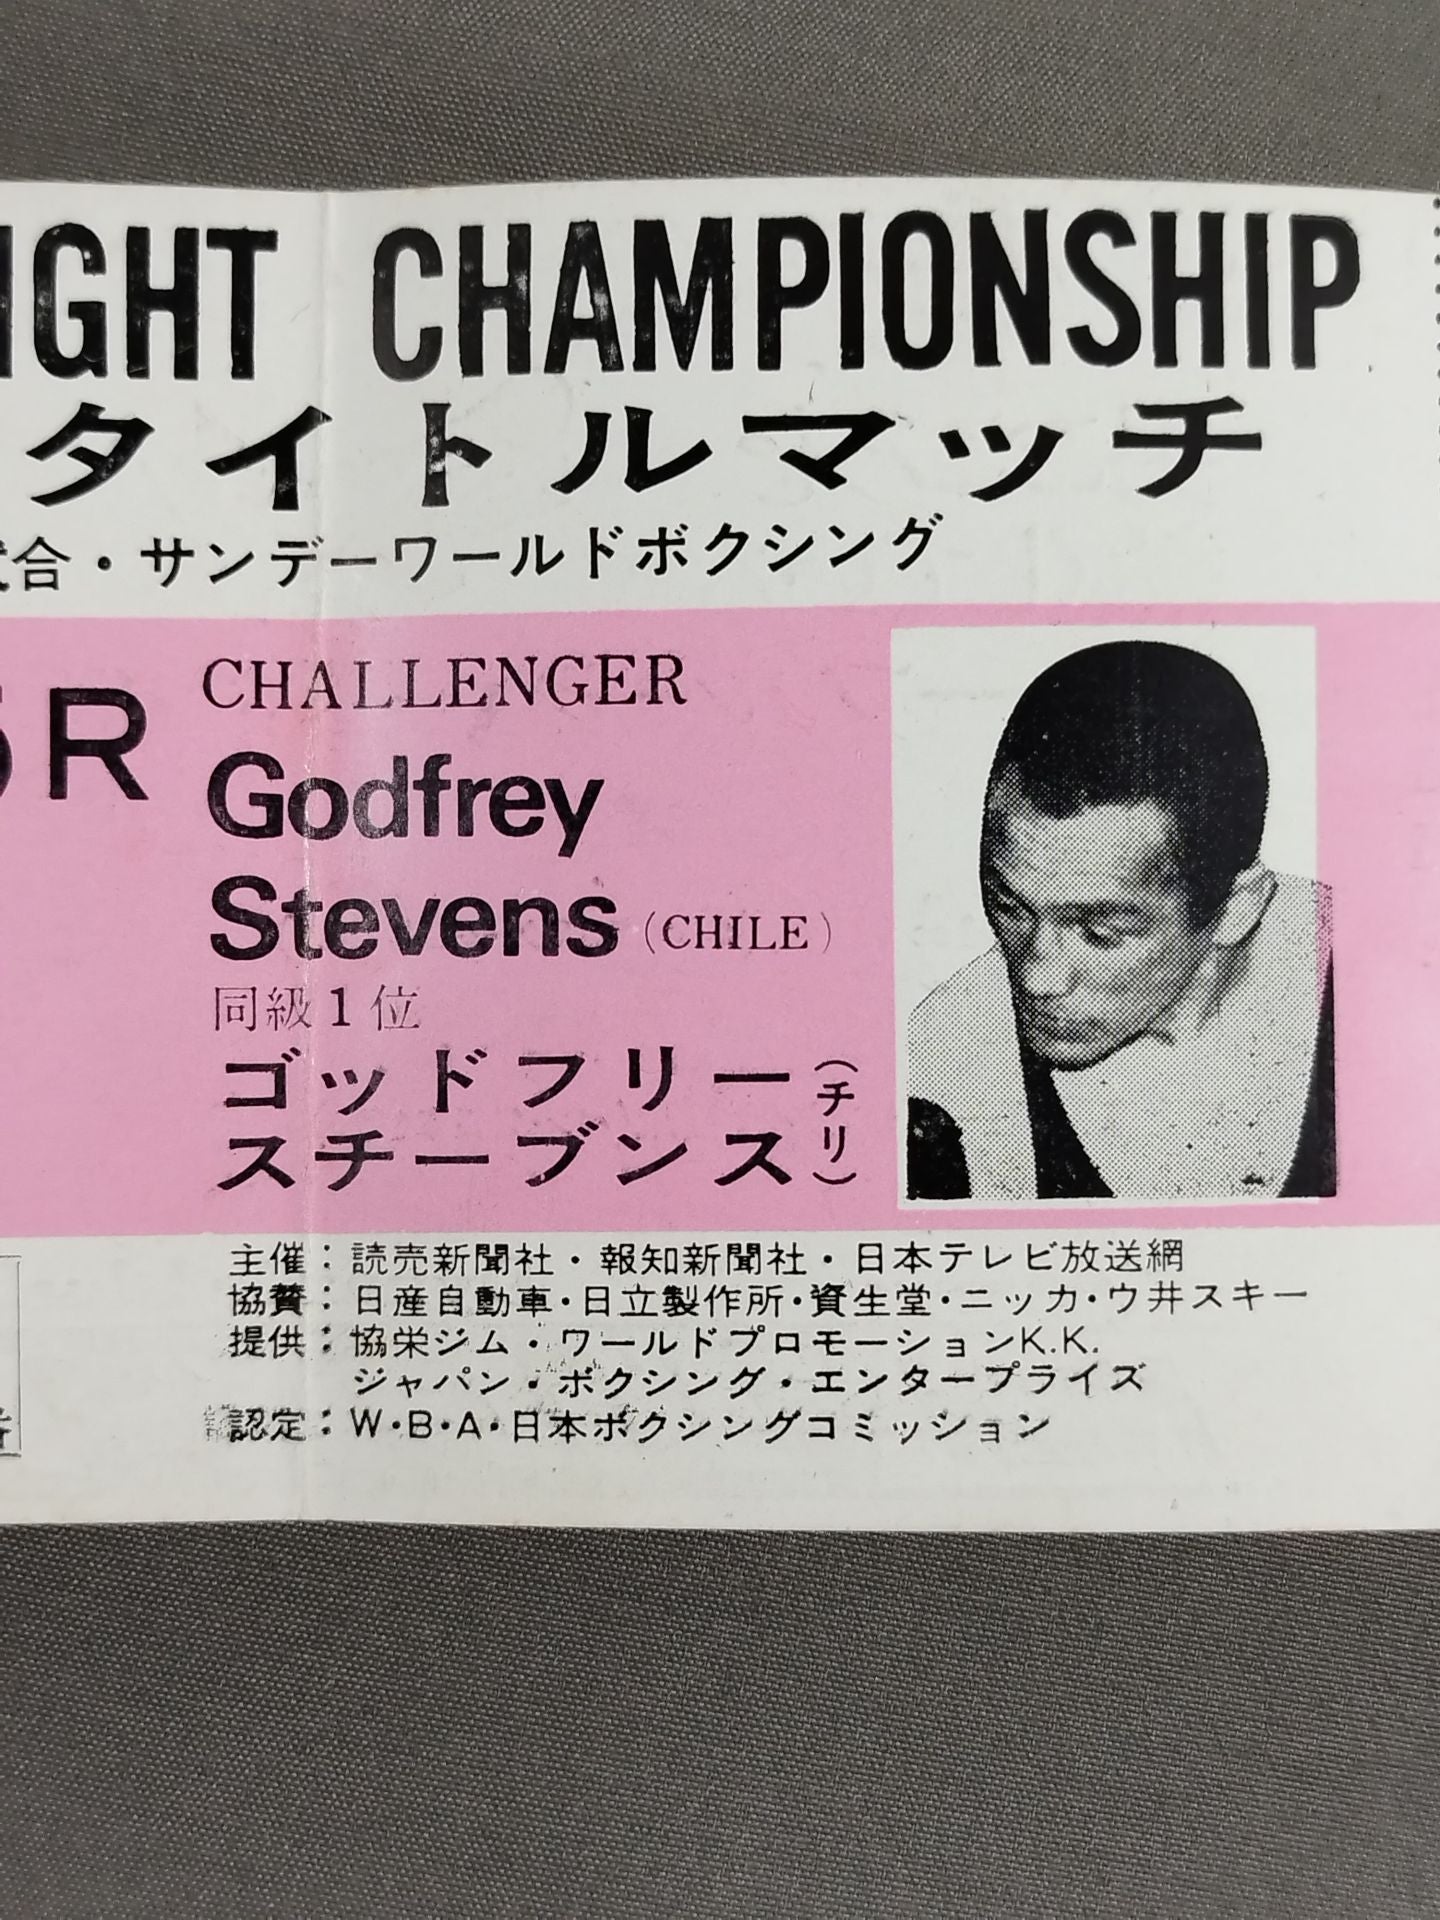 IGHT CHAMPIONSHIP
タイトルマッチ
試合・サンデーワールドボクシング
5R
CHALLENGER
Godfrey
Stevens (CHILE)
同級1位
ゴッドフリー
スチーブンス
(チリ)
主催：読売新聞社・報知新聞社・日本テレビ放送網
協賛：日産自動車・日立製作所・資生堂・ニッカ・ウ井スキー
提供：協栄ジム・ワールドプロモーションK.K.
ジャパン・ボクシング・エンタープライズ
認定：W・B・A・日本ボクシングコミッション